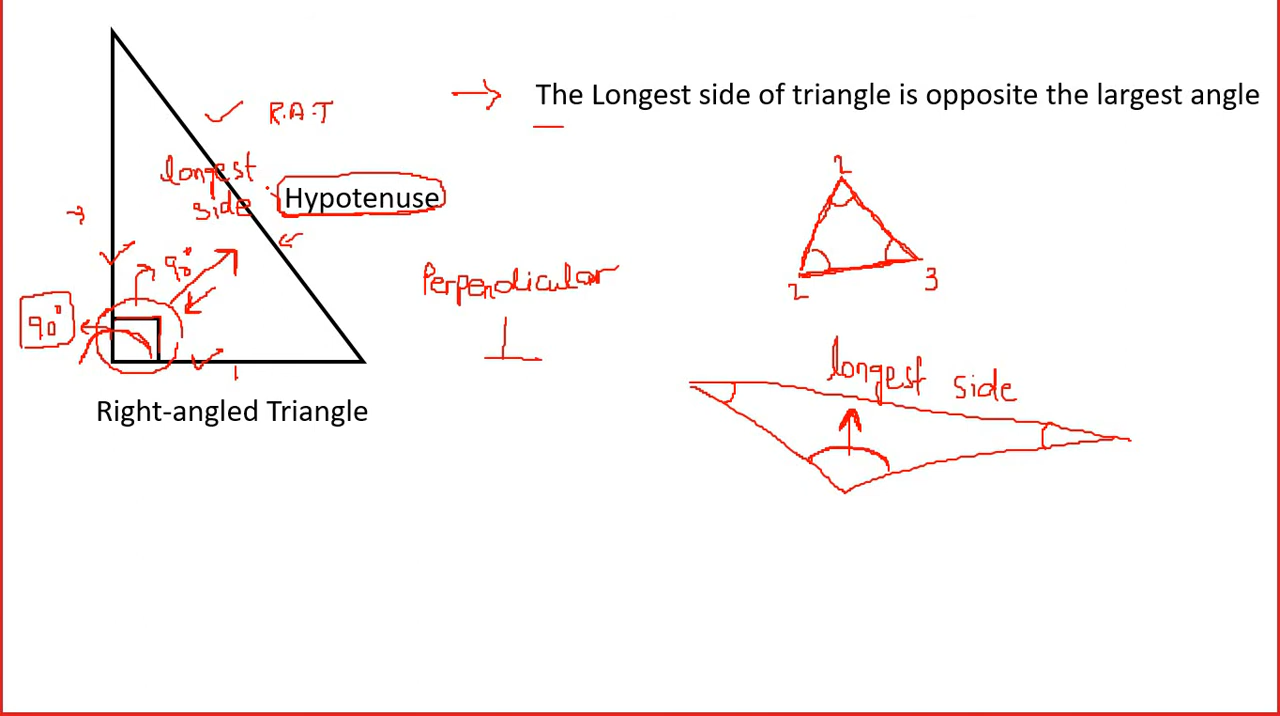 The Longest side of triangle is opposite the largest angle
R.A.T
longest
side
Hypotenuse
90°
90°
Perpendicular
2
2
3
longest side
Right-angled Triangle